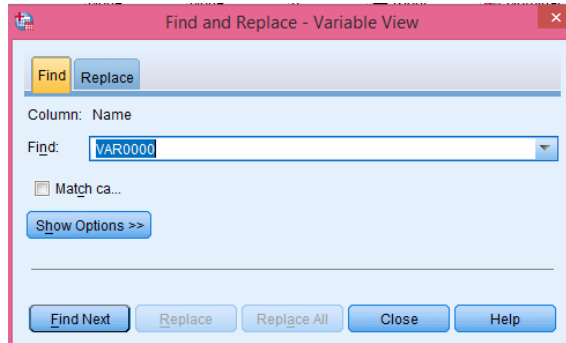 Find and Replace - Variable View
Find Replace
Column: Name
Find: VAR0000
Match ca...
Show Options >>
Find Next Replace Replace All Close Help